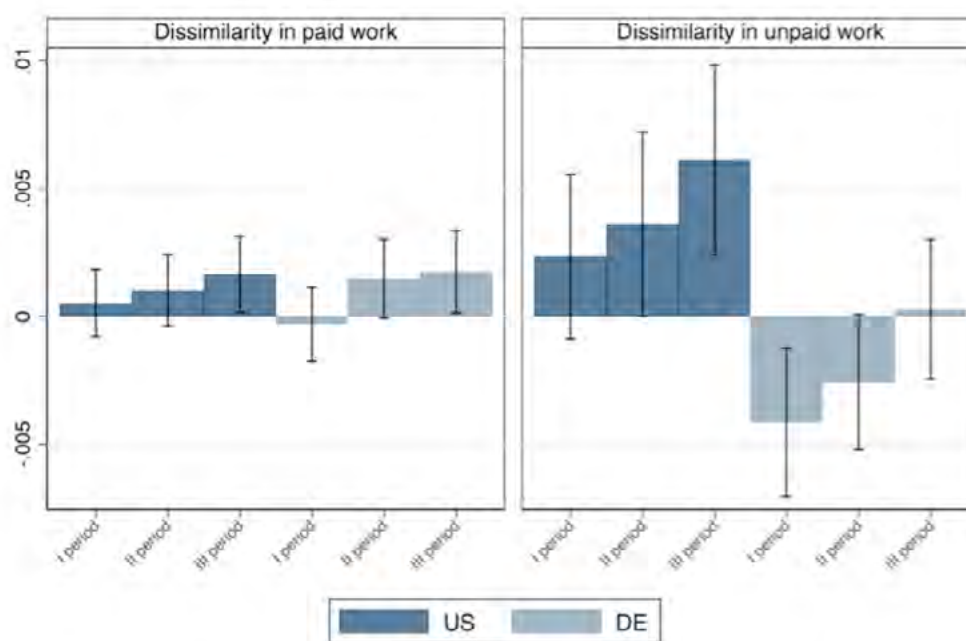 Dissimilarity in paid work
Dissimilarity in unpaid work
.01
.005
0
-.005
I period
II period
III period
I period
II period
III period
I period
II period
III period
I period
II period
III period
US
DE